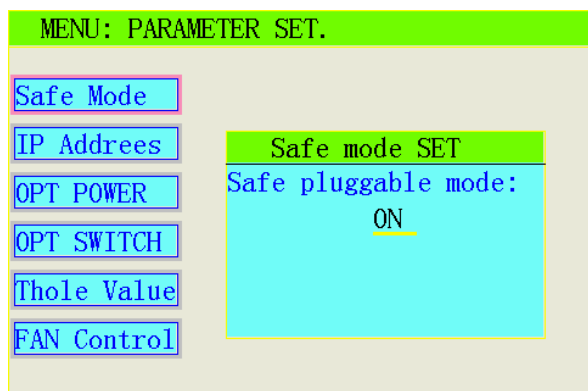 MENU: PARAMETER SET.
Safe Mode
IP Addrees
OPT POWER
OPT SWITCH
Thole Value
FAN Control
Safe mode SET
Safe pluggable mode:
ON